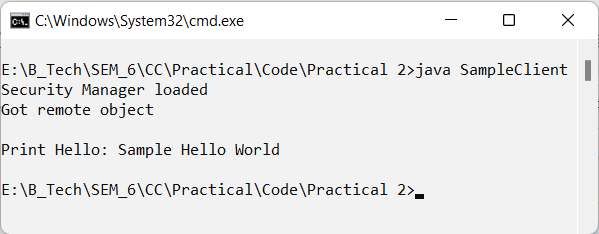 C:\Windows\System32\cmd.exe
E:\B_Tech\SEM_6\CC\Practical\Code\Practical 2>java SampleClient
Security Manager loaded
Got remote object
Print Hello: Sample Hello World
E:\B_Tech\SEM_6\CC\Practical\Code\Practical 2>